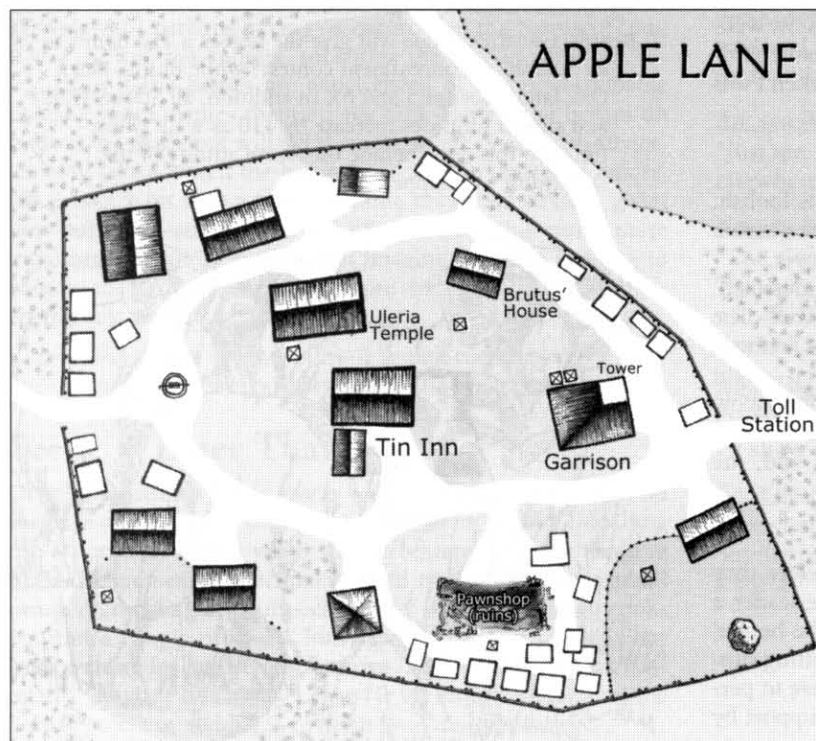 APPLE LANE
Uleria
Temple
Brutus'
House
Tower
Toll
Station
Tin Inn
Garrison
Pawnshop
(ruins)